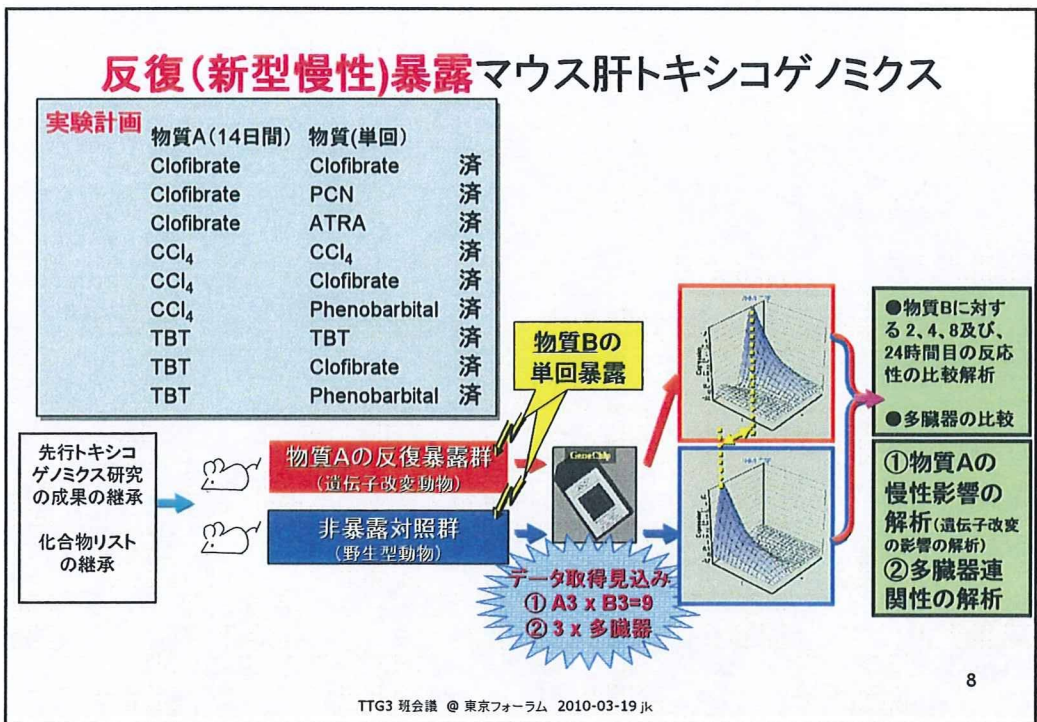 反復(新型慢性)暴露マウス肝トキシコゲノミクス
実験計画
物質A(14日間) 物質(単回)
Clofibrate Clofibrate 済
Clofibrate PCN 済
Clofibrate ATRA 済
CCl₄ CCl₄ 済
CCl₄ Clofibrate 済
CCl₄ Phenobarbital 済
TBT TBT 済
TBT Clofibrate 済
TBT Phenobarbital 済
物質Bの
単回暴露
先行トキシコ
ゲノミクス研究
の成果の継承
化合物リスト
の継承
物質Aの反復暴露群
(遺伝子改変動物)
非暴露対照群
(野生型動物)
GeneChip
データ取得見込み
① A3 x B3=9
② 3 x 多臓器
●物質Bに対す
る2、4、8及び、
24時間目の反応
性の比較解析
●多臓器の比較
①物質Aの
慢性影響の
解析(遺伝子改変
の影響の解析)
②多臓器連
関性の解析
8
TTG3 班会議 @ 東京フォーラム 2010-03-19 jk